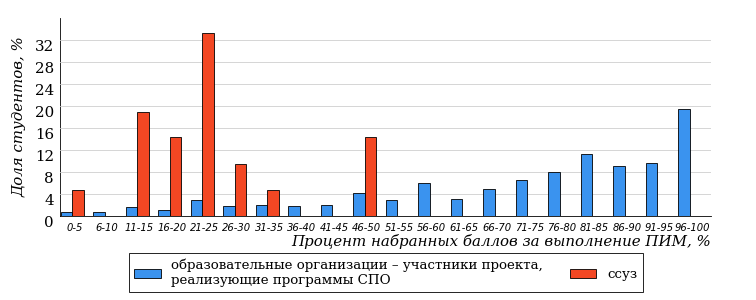 Доля студентов, %
32
28
24
20
16
12
8
4
0
0-5 6-10 11-15 16-20 21-25 26-30 31-35 36-40 41-45 46-50 51-55 56-60 61-65 66-70 71-75 76-80 81-85 86-90 91-95 96-100
Процент набранных баллов за выполнение ПИМ, %
образовательные организации – участники проекта,
реализующие программы СПО
ссуз